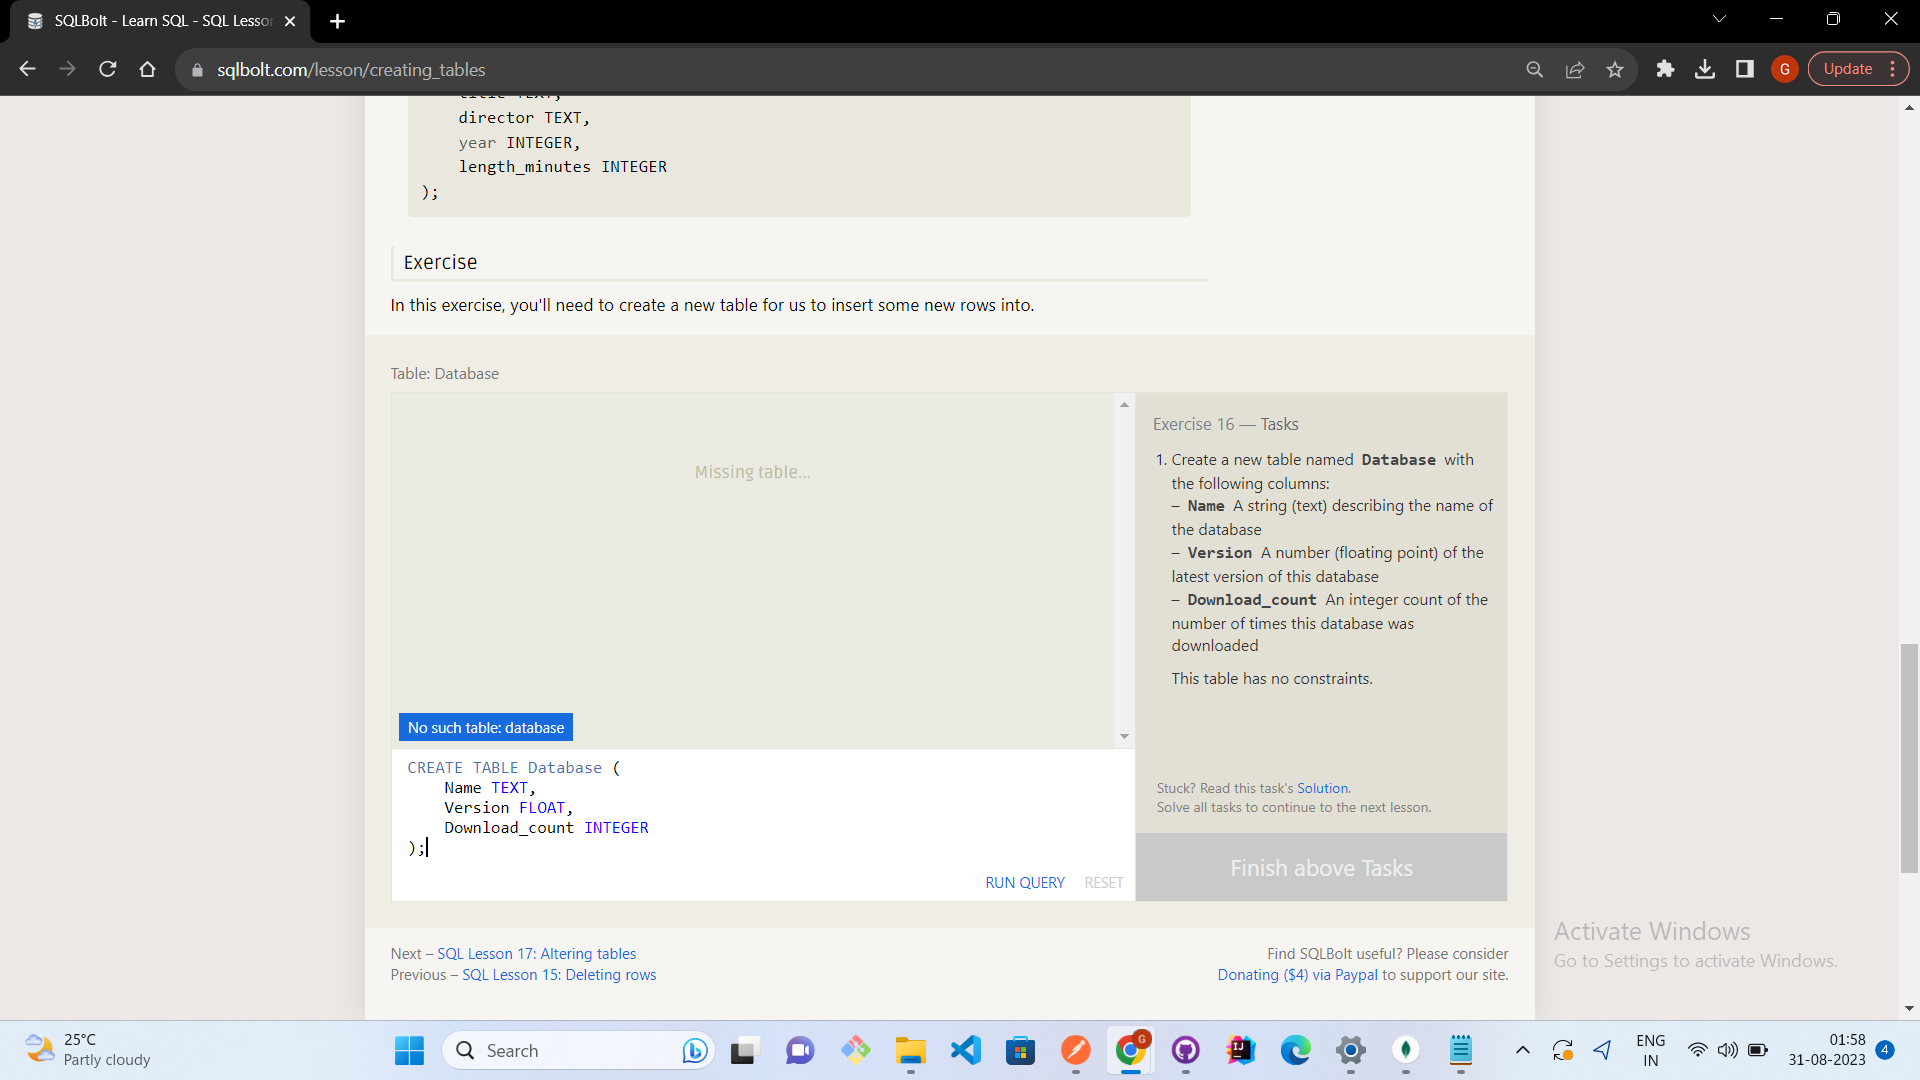 SQLBolt - Learn SQL - SQL Lesson
sqlbolt.com/lesson/creating_tables
G
Update
title TEXT,
director TEXT,
year INTEGER,
length_minutes INTEGER
);
Exercise
In this exercise, you'll need to create a new table for us to insert some new rows into.
Table: Database
Missing table...
No such table: database
CREATE TABLE Database (
Name TEXT,
Version FLOAT,
Download_count INTEGER
);
RUN QUERY RESET
Exercise 16 — Tasks
1. Create a new table named Database with
the following columns:
– Name A string (text) describing the name of
the database
– Version A number (floating point) of the
latest version of this database
– Download_count An integer count of the
number of times this database was
downloaded
This table has no constraints.
Stuck? Read this task's Solution.
Solve all tasks to continue to the next lesson.
Finish above Tasks
Next – SQL Lesson 17: Altering tables
Previous – SQL Lesson 15: Deleting rows
Find SQLBolt useful? Please consider
Donating ($4) via Paypal to support our site.
Activate Windows
Go to Settings to activate Windows.
25°C
Partly cloudy
Search
G
IJ
ENG
IN
01:58
31-08-2023
4